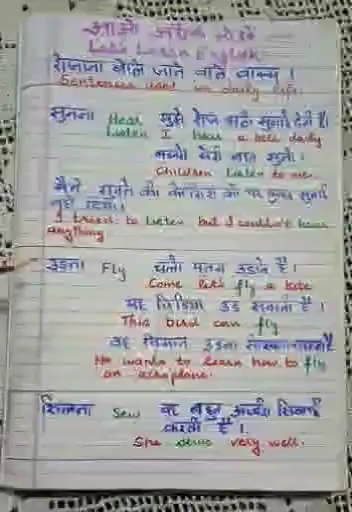 आओ अंग्रेजी सीखें
Let's Learn English
रोजाना बोले जाने वाले वाक्य।
Sentences used in daily life.
सुनना Hear मुझे रोज घंटी सुनाई देती है।
Listen I hear a bell daily
बच्चो मेरी बात सुनो।
Children Listen to me.
मैंने सुनने की कोशिश की पर कुछ सुनाई
नहीं दिया।
I tried to Listen but I couldn't hear
anything
उड़ना Fly चलो पतंग उड़ाते है।
Come let's fly a kite
यह चिड़िया उड़ सकती है।
This bird can fly
वह विमान उड़ाना
He wants to learn how to fly
an aeroplane.
सिलना Sew वह बहुत अच्छी सिलाई
करती है।
She sews very well.